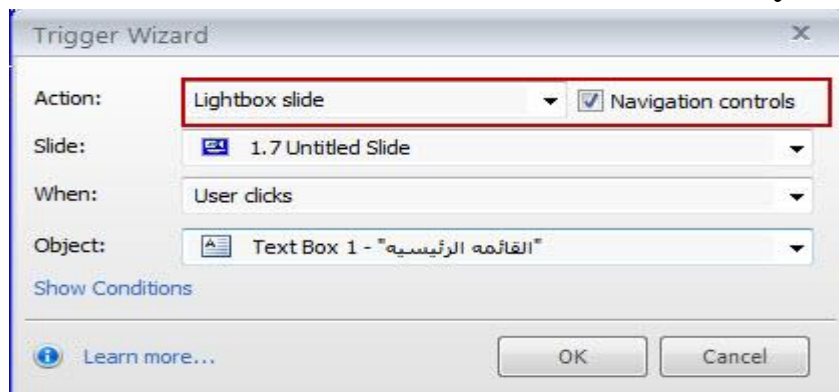 Trigger Wizard
Action: Lightbox slide Navigation controls
Slide: 1.7 Untitled Slide
When: User clicks
Object: Text Box 1 - "القائمه الرئيسيه"
Show Conditions
Learn more... OK Cancel